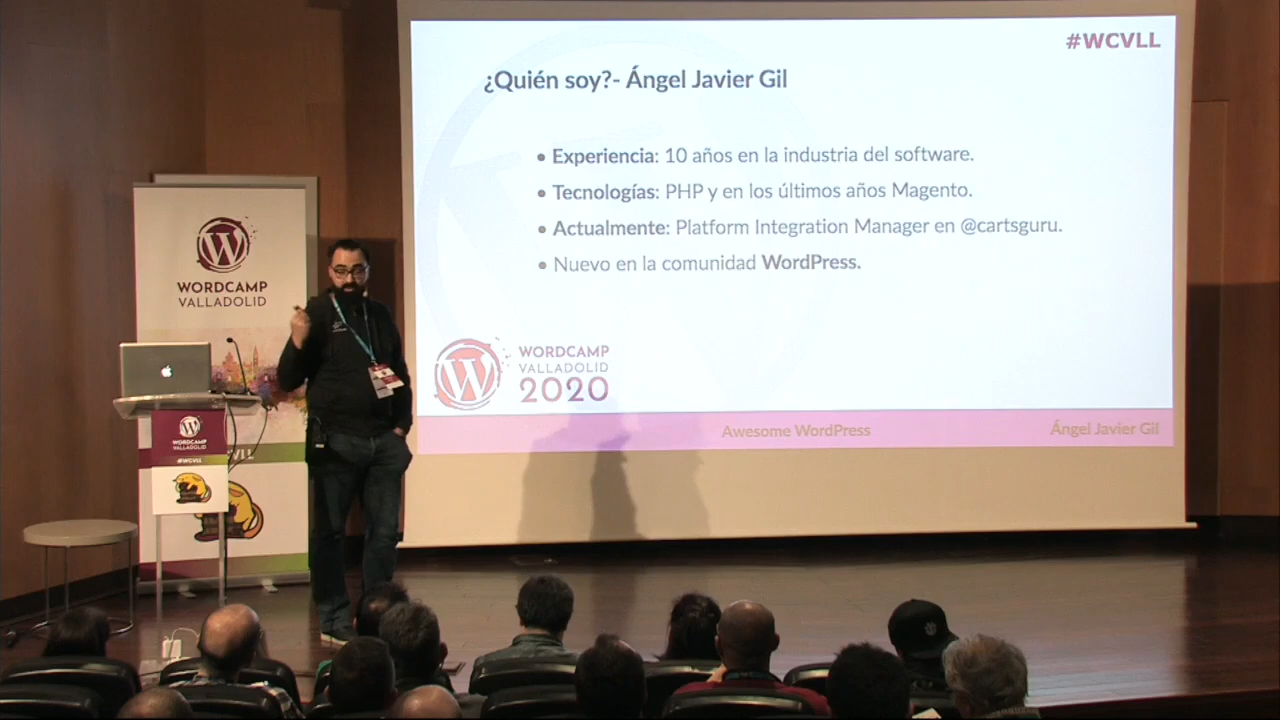 #WCVLL
¿Quién soy?- Ángel Javier Gil
• Experiencia: 10 años en la industria del software.
• Tecnologías: PHP y en los últimos años Magento.
• Actualmente: Platform Integration Manager en @cartsguru.
• Nuevo en la comunidad WordPress.
WORDCAMP
VALLADOLID
2020
Awesome WordPress
Ángel Javier Gil
WORDCAMP
VALLADOLID
WORDCAMP
VALLADOLID
#WCVLL
VLL